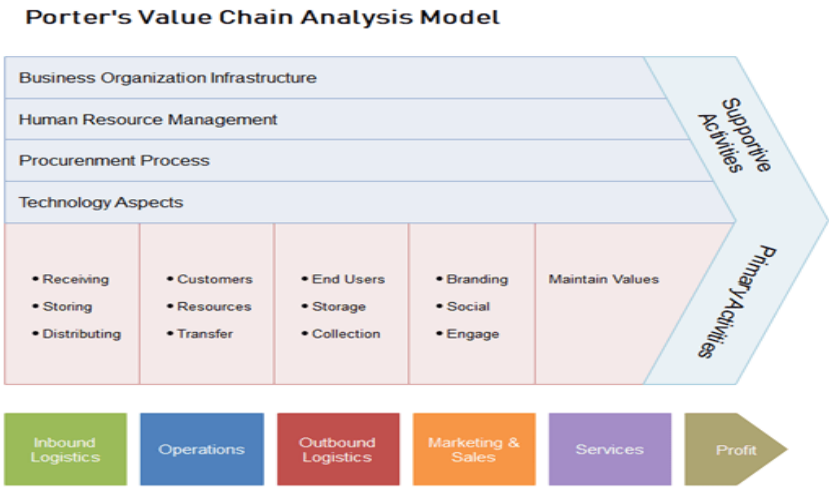 Porter's Value Chain Analysis Model
Business Organization Infrastructure
Human Resource Management
Procurenment Process
Technology Aspects
Supportive
Activities
• Receiving
• Storing
• Distributing
• Customers
• Resources
• Transfer
• End Users
• Storage
• Collection
• Branding
• Social
• Engage
Maintain Values
Primary Activities
Inbound
Logistics
Operations
Outbound
Logistics
Marketing &
Sales
Services
Profit